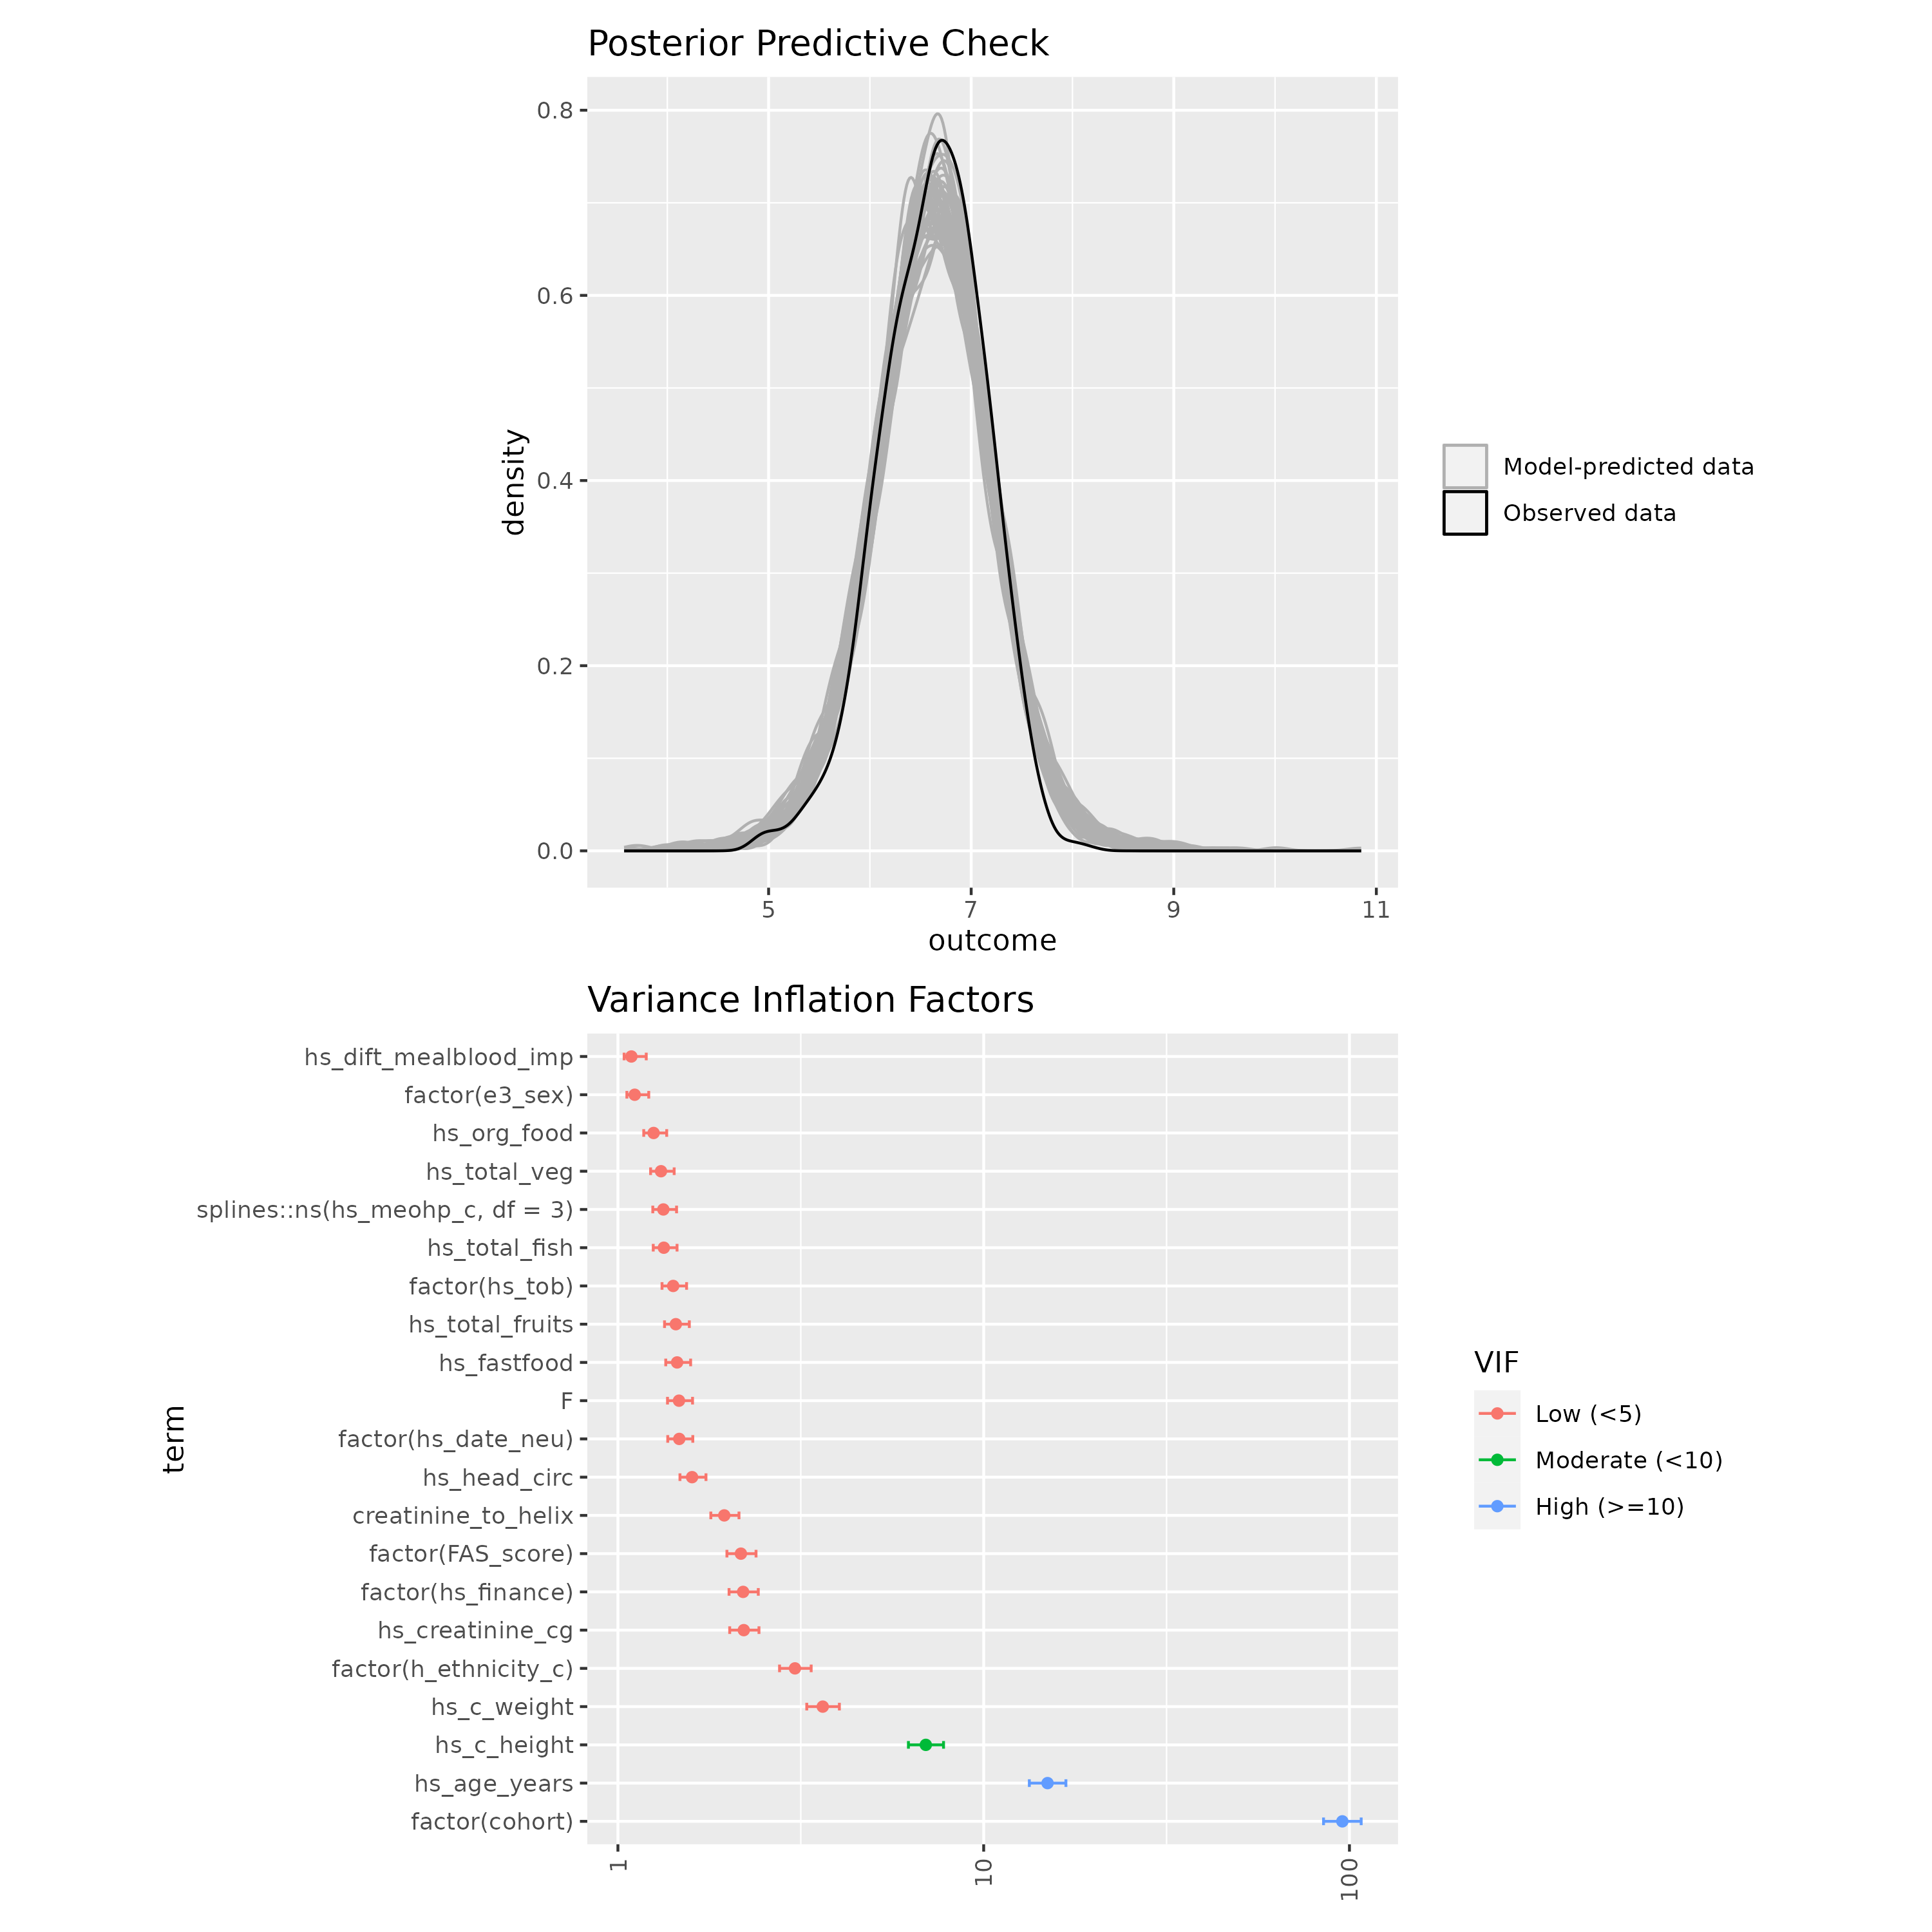 Posterior Predictive Check
0.8
0.6
0.4
0.2
0.0
density
5
7
9
11
outcome
Model-predicted data
Observed data
Variance Inflation Factors
term
hs_dift_mealblood_imp
factor(e3_sex)
hs_org_food
hs_total_veg
splines::ns(hs_meohp_c, df = 3)
hs_total_fish
factor(hs_tob)
hs_total_fruits
hs_fastfood
F
factor(hs_date_neu)
hs_head_circ
creatinine_to_helix
factor(FAS_score)
factor(hs_finance)
hs_creatinine_cg
factor(h_ethnicity_c)
hs_c_weight
hs_c_height
hs_age_years
factor(cohort)
1
10
100
VIF
Low (<5)
Moderate (<10)
High (>=10)